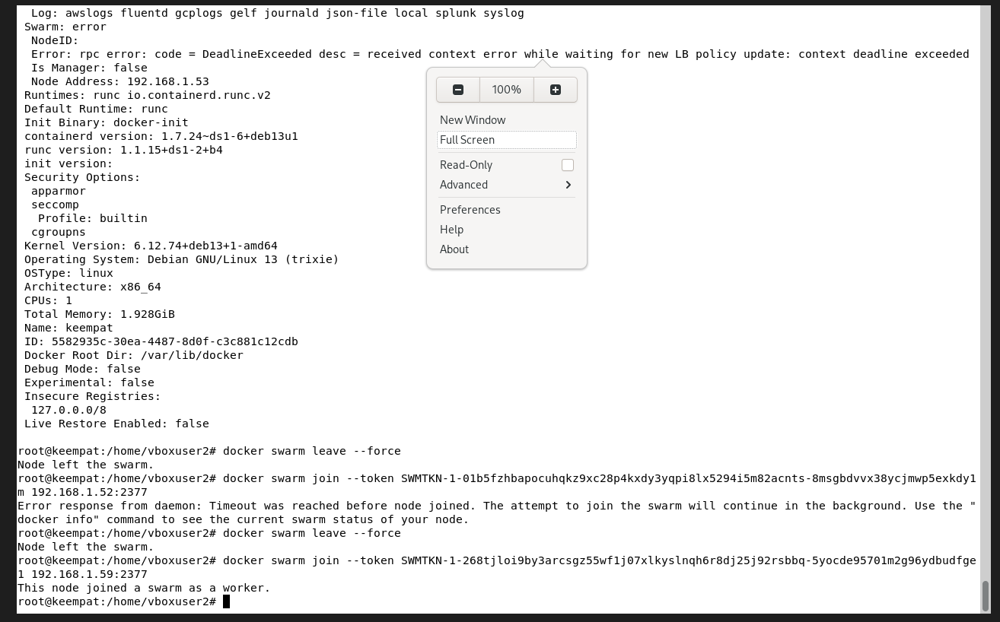 Log: awslogs fluentd gcplogs gelf journald json-file local splunk syslog
Swarm: error
NodeID:
Error: rpc error: code = DeadlineExceeded desc = received context error while waiting for new LB policy update: context deadline exceeded
Is Manager: false
Node Address: 192.168.1.53
Runtimes: runc io.containerd.runc.v2
Default Runtime: runc
Init Binary: docker-init
containerd version: 1.7.24~ds1-6+deb13u1
runc version: 1.1.15+ds1-2+b4
init version:
Security Options:
apparmor
seccomp
Profile: builtin
cgroupns
Kernel Version: 6.12.74+deb13+1-amd64
Operating System: Debian GNU/Linux 13 (trixie)
OSType: linux
Architecture: x86_64
CPUs: 1
Total Memory: 1.928GiB
Name: keempat
ID: 5582935c-30ea-4487-8d0f-c3c881c12cdb
Docker Root Dir: /var/lib/docker
Debug Mode: false
Experimental: false
Insecure Registries:
127.0.0.0/8
Live Restore Enabled: false
100%
New Window
Full Screen
Read-Only
Advanced
Preferences
Help
About
root@keempat:/home/vboxuser2# docker swarm leave --force
Node left the swarm.
root@keempat:/home/vboxuser2# docker swarm join --token SWMTKN-1-01b5fzhbapocuhqkz9xc28p4kxdy3yqpi8lx5294i5m82acnts-8msgbdvvx38ycjmwp5exkdy1
m 192.168.1.52:2377
Error response from daemon: Timeout was reached before node joined. The attempt to join the swarm will continue in the background. Use the "
docker info" command to see the current swarm status of your node.
root@keempat:/home/vboxuser2# docker swarm leave --force
Node left the swarm.
root@keempat:/home/vboxuser2# docker swarm join --token SWMTKN-1-268tjloi9by3arcsgz55wf1j07xlkyslnqh6r8dj25j92rsbbq-5yocde95701m2g96ydbudfge
1 192.168.1.59:2377
This node joined a swarm as a worker.
root@keempat:/home/vboxuser2#